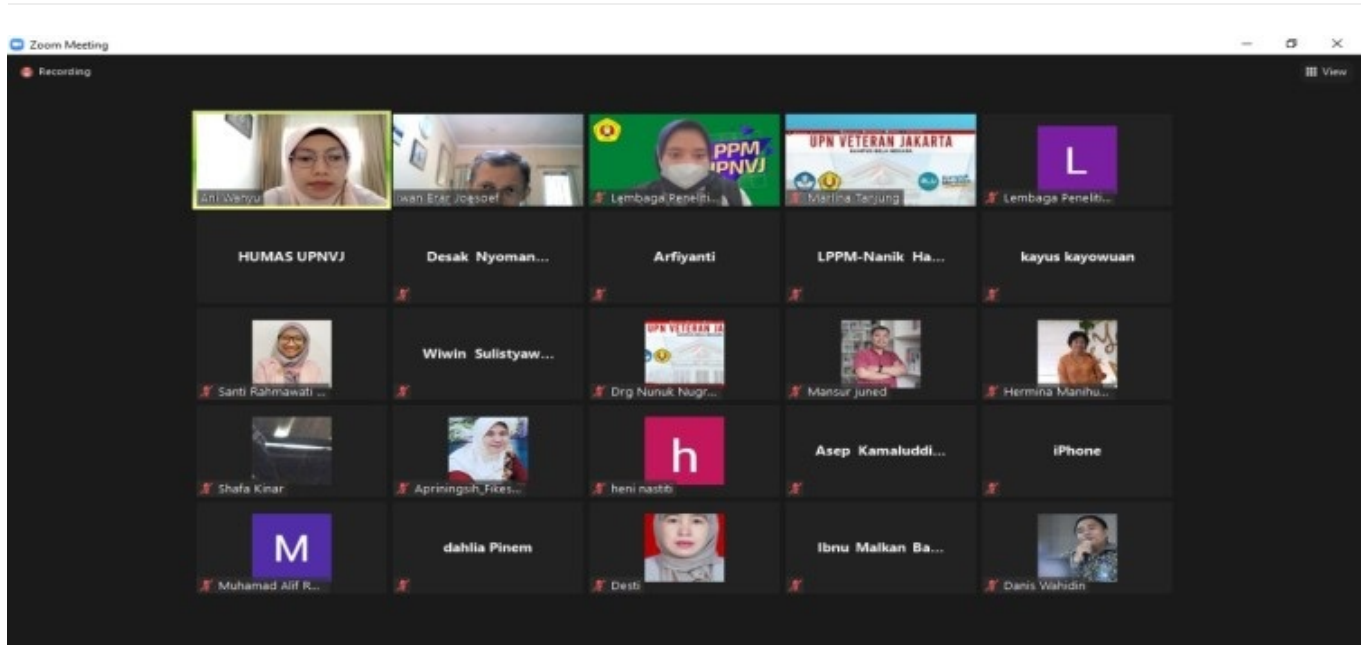 Zoom Meeting
Recording
View
Ani Wahyu
Iwan Erar Joesoef
PPM
UPNVJ
Lembaga Peneliti...
UPN VETERAN JAKARTA
Marlina Tanjung
L
Lembaga Peneliti...
HUMAS UPNVJ
Desak Nyoman...
Arfiyanti
LPPM-Nanik Ha...
kayus kayowuan
Santi Rahmawati ...
Wiwin Sulistyaw...
UPN VETERAN JA
Drg Nunuk Nugr...
Mansur juned
Hermina Manihu...
Shafa Kinar
Apriningsih_Fikes...
h
heni nastiti
Asep Kamaluddi...
iPhone
M
Muhamad Alif R...
dahlia Pinem
Desti
Ibnu Malkan Ba...
Danis Wahidin